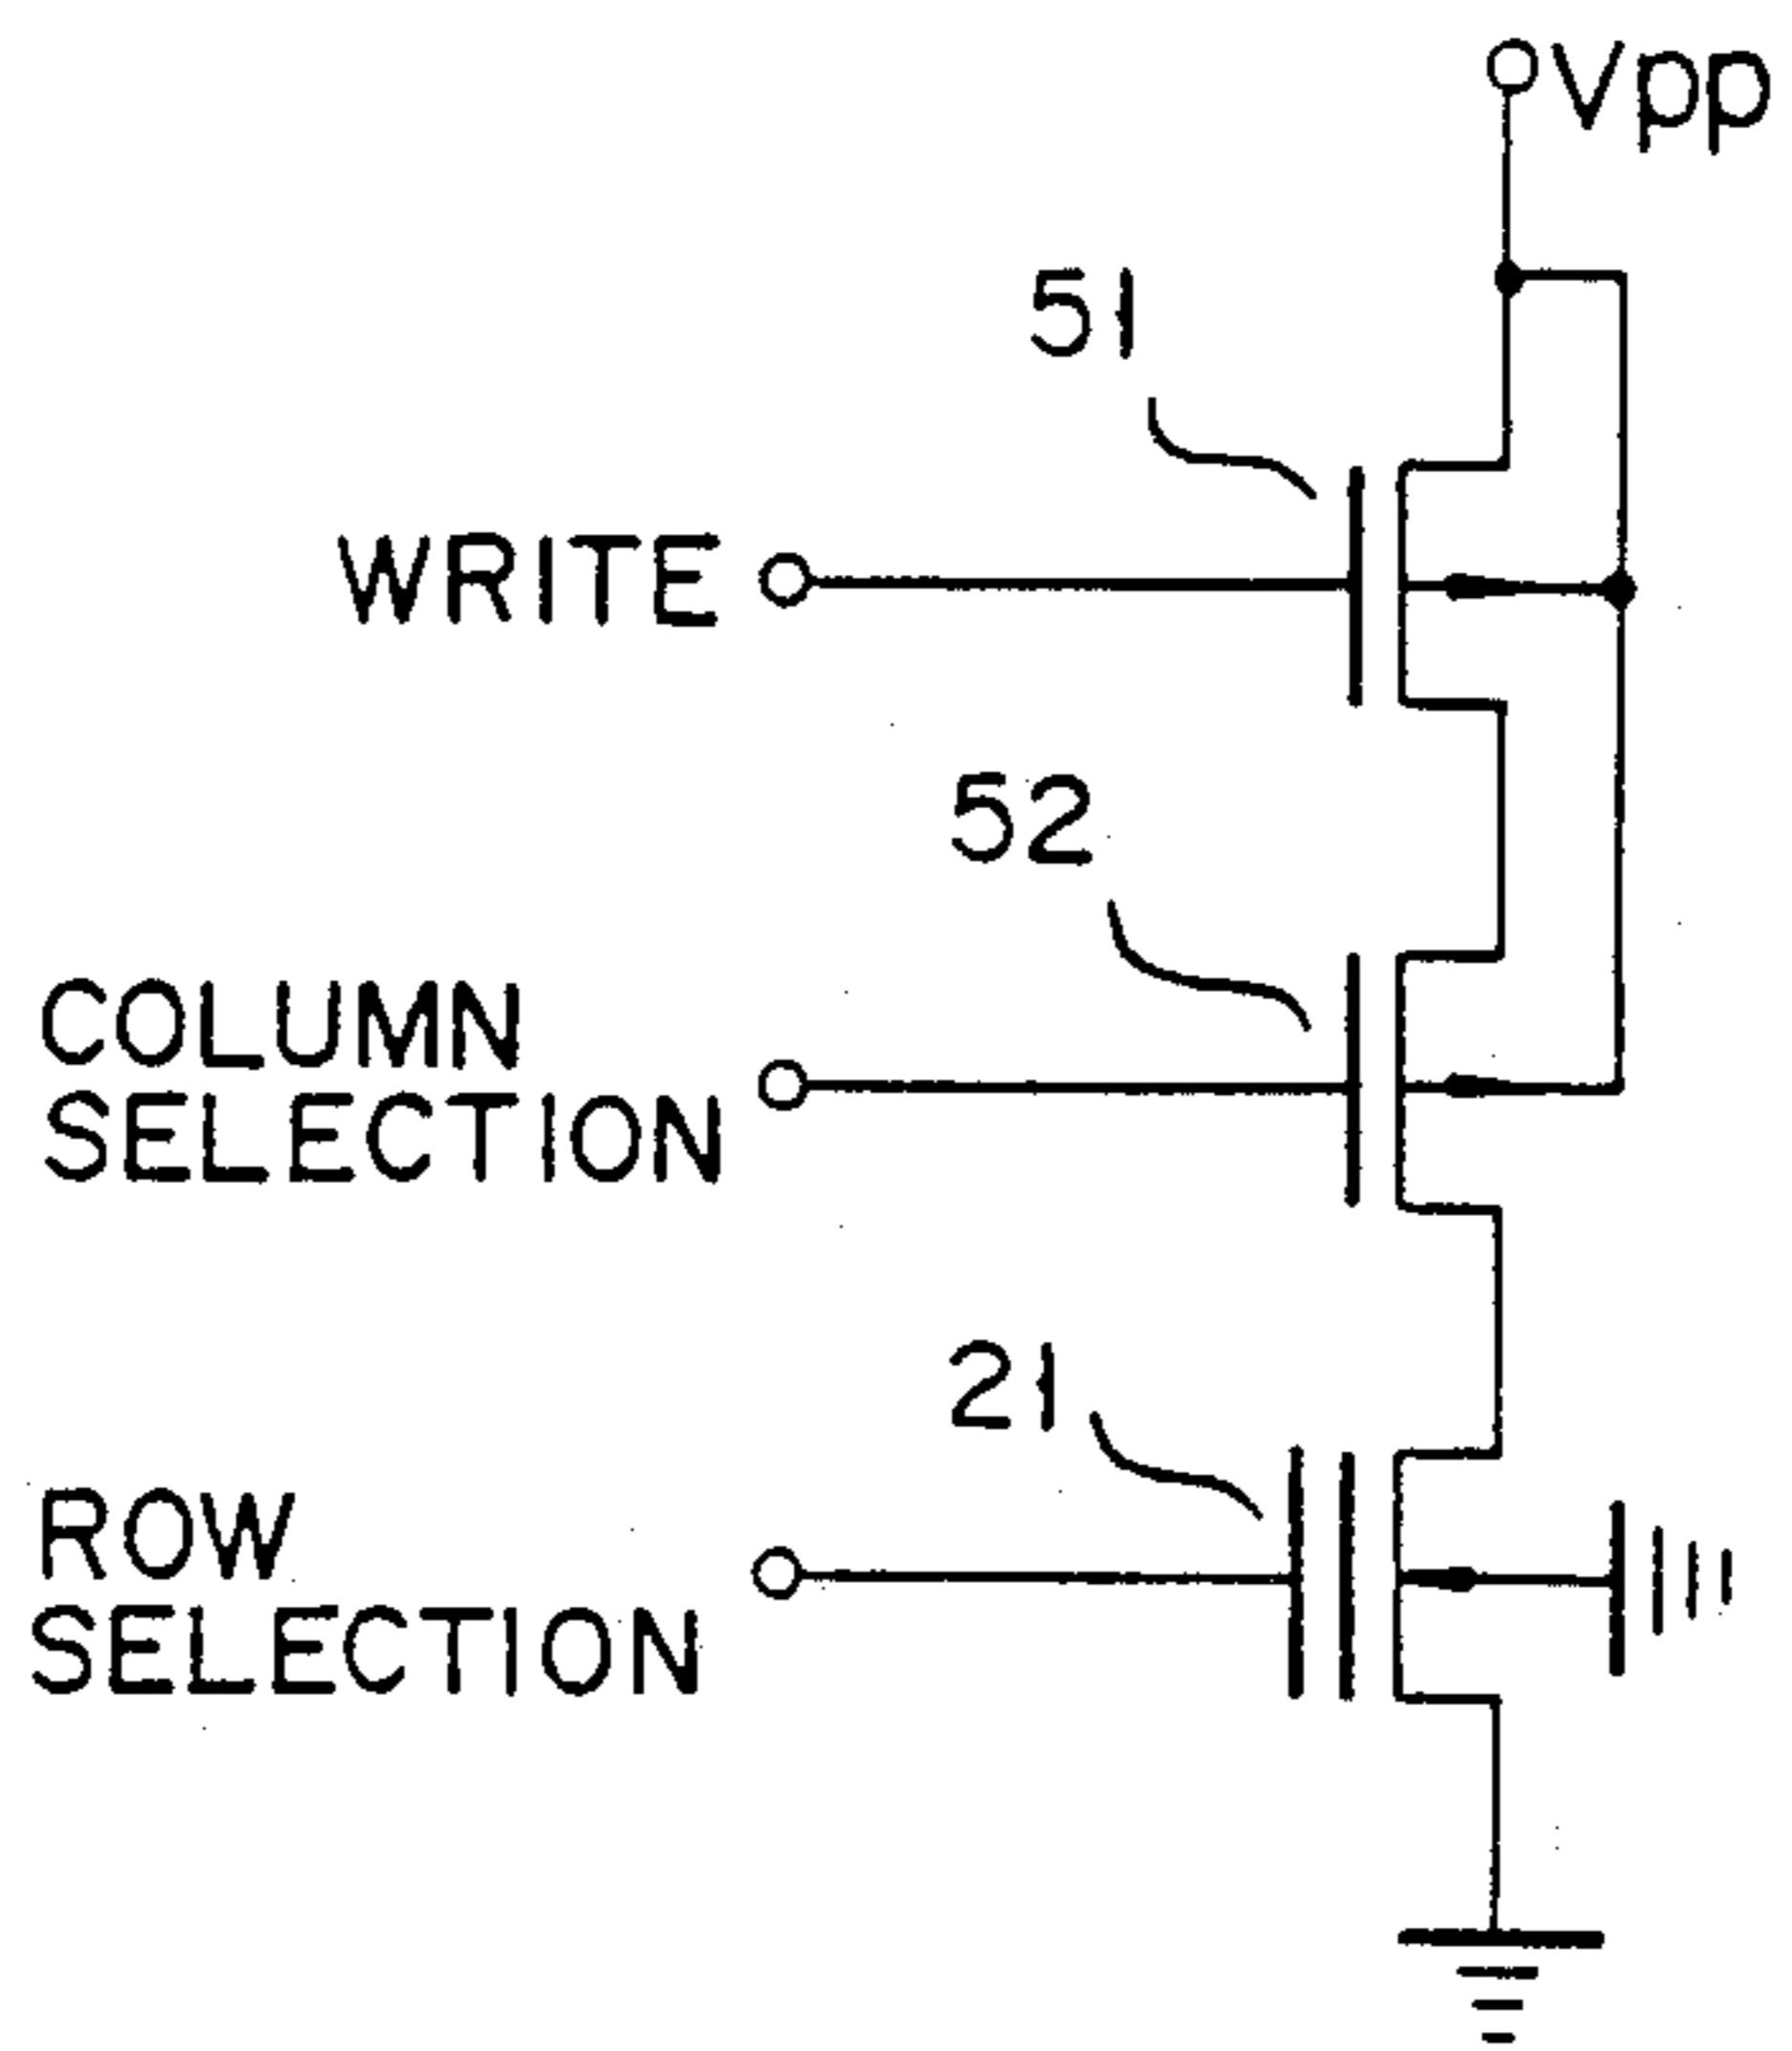 Vpp
51
WRITE
52
COLUMN
SELECTION
21
ROW
SELECTION